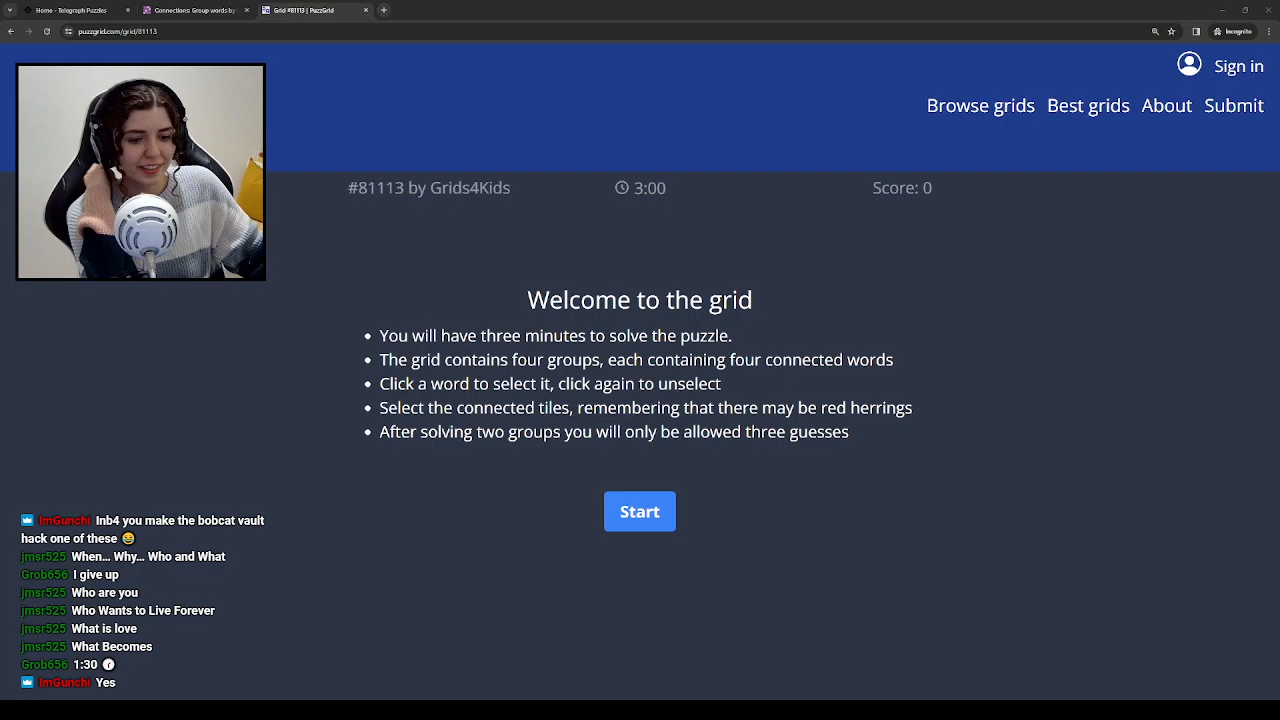 Home - Telegraph Puzzles
Connections: Group words by
Grid #81113 | PuzzGrid
puzzgrid.com/grid/81113
Incognito
Sign in
Browse grids Best grids About Submit
#81113 by Grids4Kids 3:00 Score: 0
Welcome to the grid
• You will have three minutes to solve the puzzle.
• The grid contains four groups, each containing four connected words
• Click a word to select it, click again to unselect
• Select the connected tiles, remembering that there may be red herrings
• After solving two groups you will only be allowed three guesses
Start
ImGunchi Inb4 you make the bobcat vault
hack one of these 😂
jmsr525 When... Why... Who and What
Grob656 I give up
jmsr525 Who are you
jmsr525 Who Wants to Live Forever
jmsr525 What is love
jmsr525 What Becomes
Grob656 1:30 🕜
ImGunchi Yes